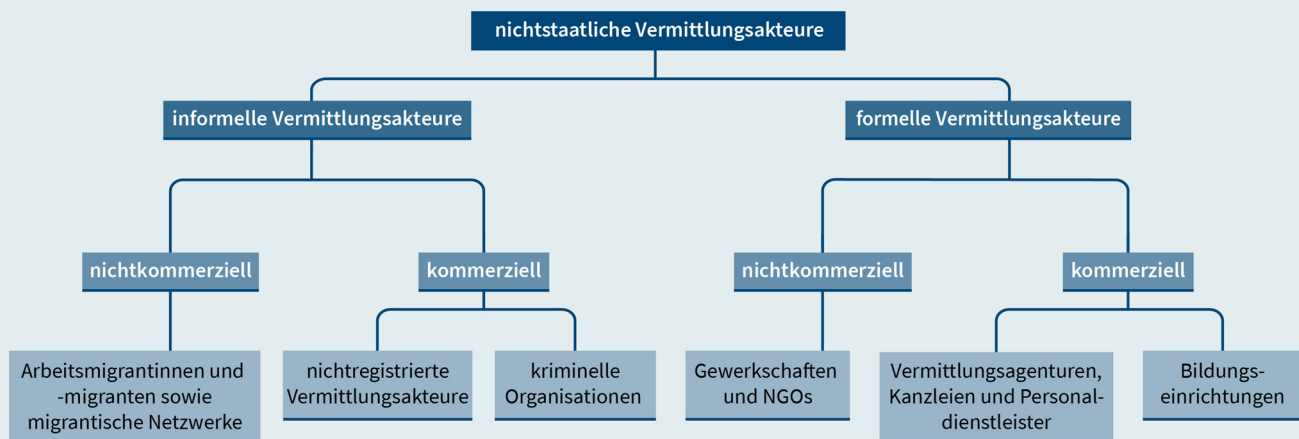 nichtstaatliche Vermittlungsakteure
informelle Vermittlungsakteure
formelle Vermittlungsakteure
nichtkommerziell
kommerziell
nichtkommerziell
kommerziell
Arbeitsmigrantinnen und
-migranten sowie
migrantische Netzwerke
nichtregistrierte
Vermittlungsakteure
kriminelle
Organisationen
Gewerkschaften
und NGOs
Vermittlungsagenturen,
Kanzleien und Personal-
dienstleister
Bildungs-
einrichtungen